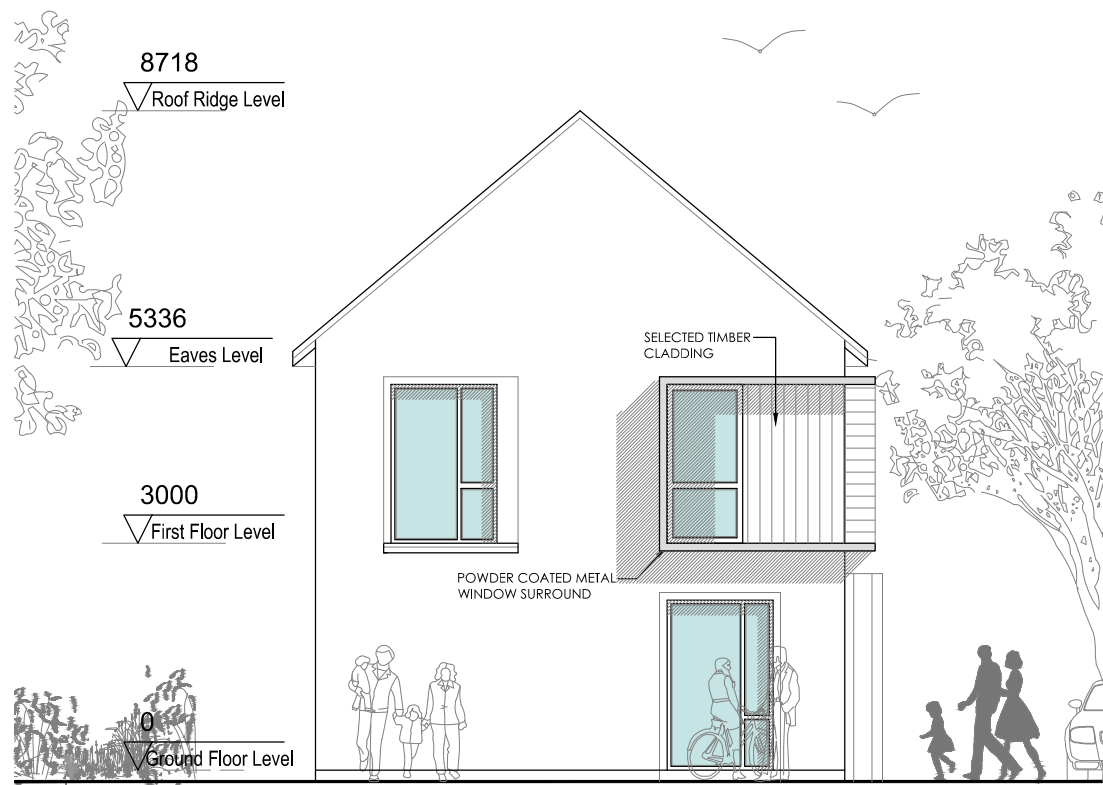 8718
Roof Ridge Level
5336
Eaves Level
SELECTED TIMBER
CLADDING
3000
First Floor Level
POWDER COATED METAL
WINDOW SURROUND
0
Ground Floor Level